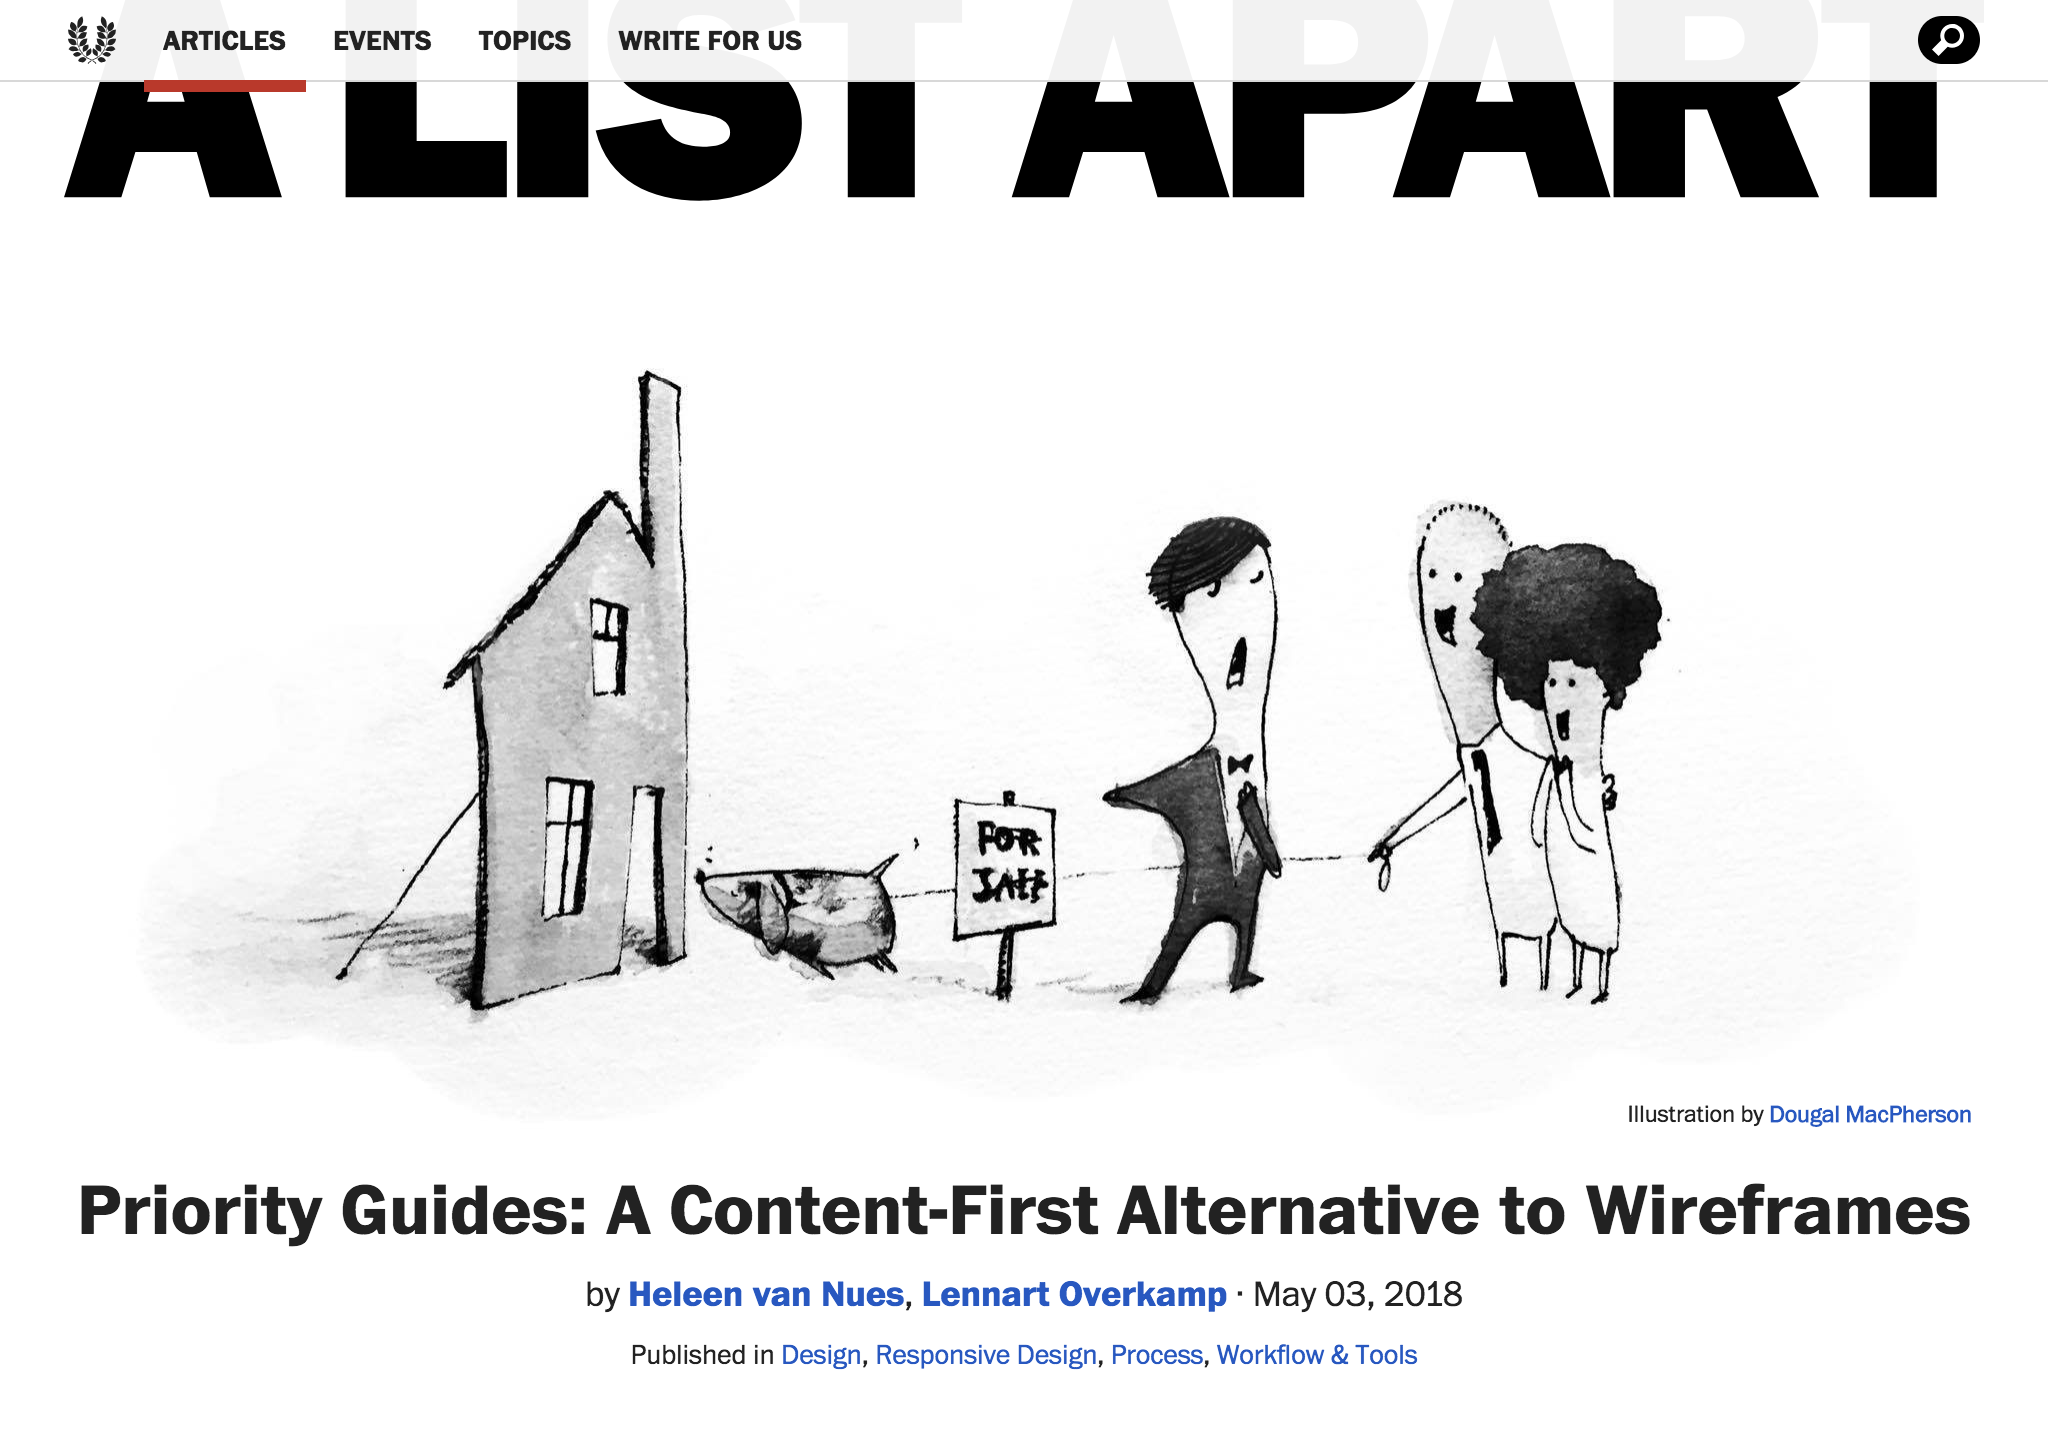 ARTICLES EVENTS TOPICS WRITE FOR US
A LIST APART
FOR
SALE
Illustration by Dougal MacPherson
Priority Guides: A Content-First Alternative to Wireframes
by Heleen van Nues, Lennart Overkamp · May 03, 2018
Published in Design, Responsive Design, Process, Workflow & Tools